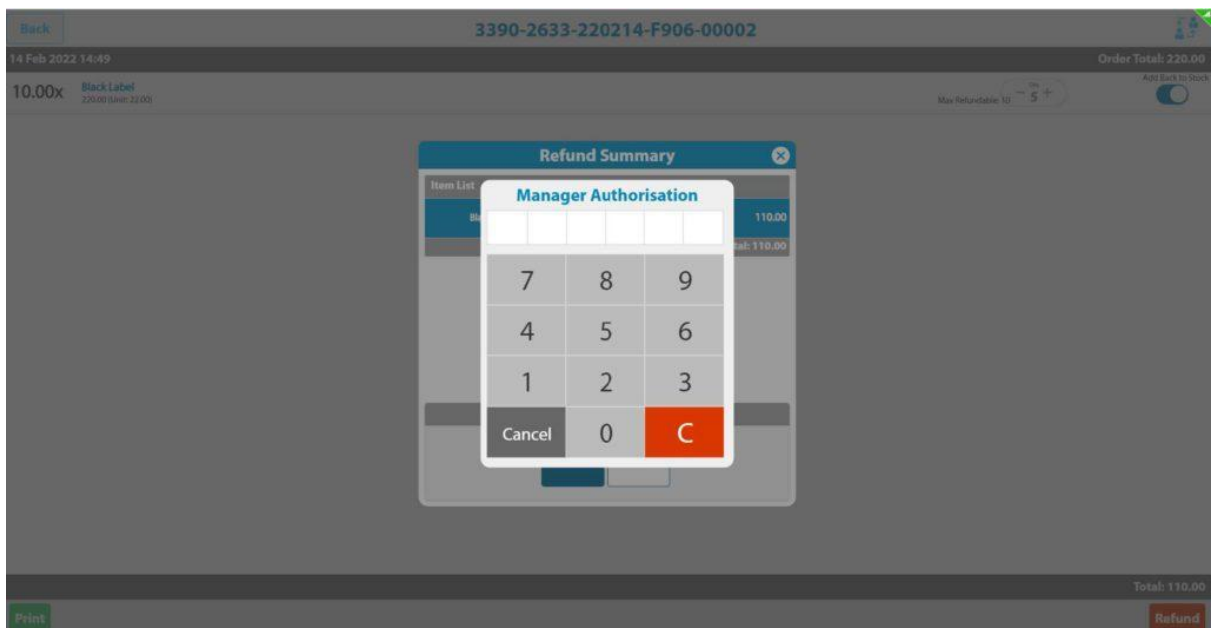 Back
3390-2633-220214-F906-00002
14 Feb 2022 14:49
Order Total: 220.00
10.00x
Black Label
220.00 (Unit: 22.00)
Max Refundable 10
Qty
- 5 +
Add Back to Stock
Refund Summary
Item List
110.00
110.00
Manager Authorisation
7 8 9
4 5 6
1 2 3
Cancel 0 C
Total: 110.00
Print
Refund